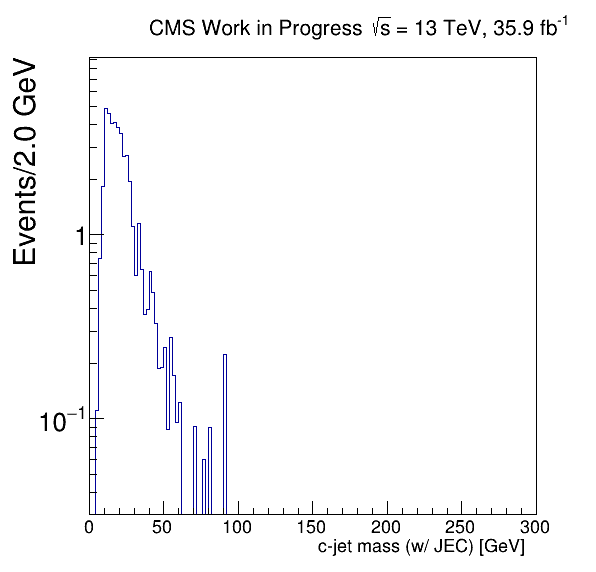 CMS Work in Progress √s = 13 TeV, 35.9 fb⁻¹
Events/2.0 GeV
1
10⁻¹
0 50 100 150 200 250 300
c-jet mass (w/ JEC) [GeV]